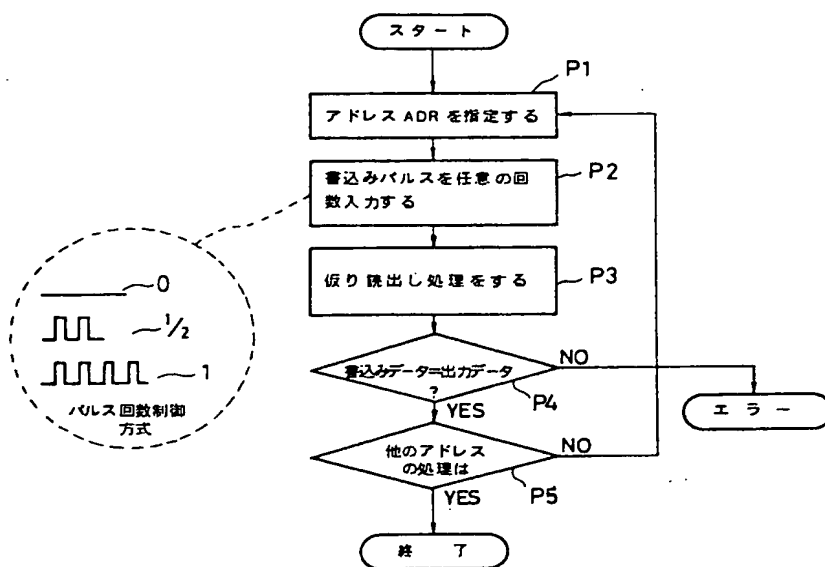 スタート
P1
アドレス ADR を指定する
書込みパルスを任意の回
数入力する
P2
仮り読出し処理をする
P3
0
1/2
1
パルス回数制御
方式
書込みデータ=出力データ
?
NO
P4
YES
エラー
他のアドレス
の処理は
NO
P5
YES
終 了